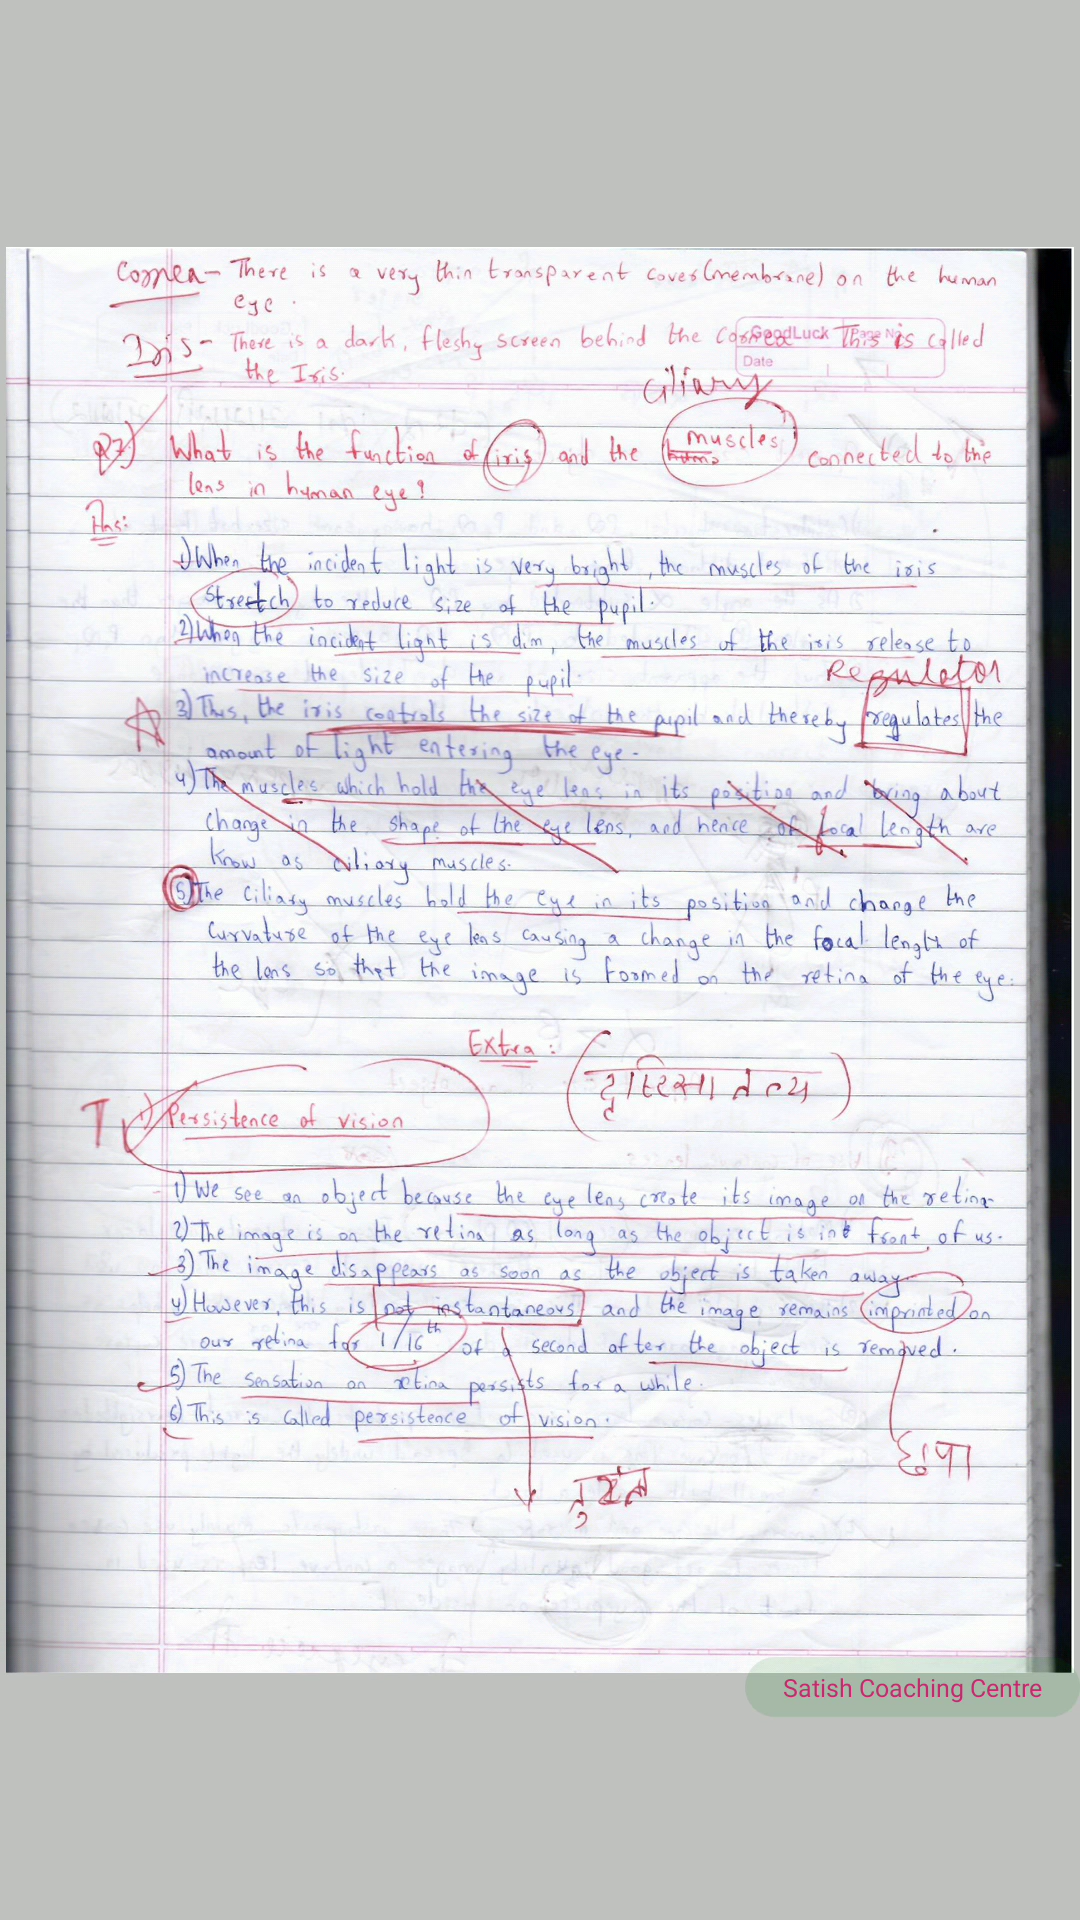 Cornea - There is a very thin transparent cover (membrane) on the human
eye.
Iris - There is a dark, fleshy screen behind the cornea This is called
the Iris.
GoodLuck Page No.
Date
Ciliary
Q7) What is the function of iris and the muscles connected to the
lens in human eye?
Ans:
1) When the incident light is very bright, the muscles of the iris
stretch to reduce size of the pupil.
2) When the incident light is dim, the muscles of the iris release to
increase the size of the pupil.
Regulator
3) Thus, the iris controls the size of the pupil and thereby regulates the
amount of light entering the eye.
4) The muscles which hold the eye lens in its position and bring about
change in the shape of the eye lens, and hence of focal length are
know as ciliary muscles.
5) The ciliary muscles hold the eye in its position and change the
curvature of the eye lens causing a change in the focal length of
the lens so that the image is formed on the retina of the eye.
Extra:
1) Persistence of vision
1) We see an object because the eye lens create its image on the retina
2) The image is on the retina as long as the object is in front of us.
3) The image disappears as soon as the object is taken away
4) However, this is not instantaneous and the image remains imprinted on
our retina for 1/16th of a second after the object is removed.
5) The sensation on retina persists for a while.
6) This is called persistence of vision.
छापा
Satish Coaching Centre